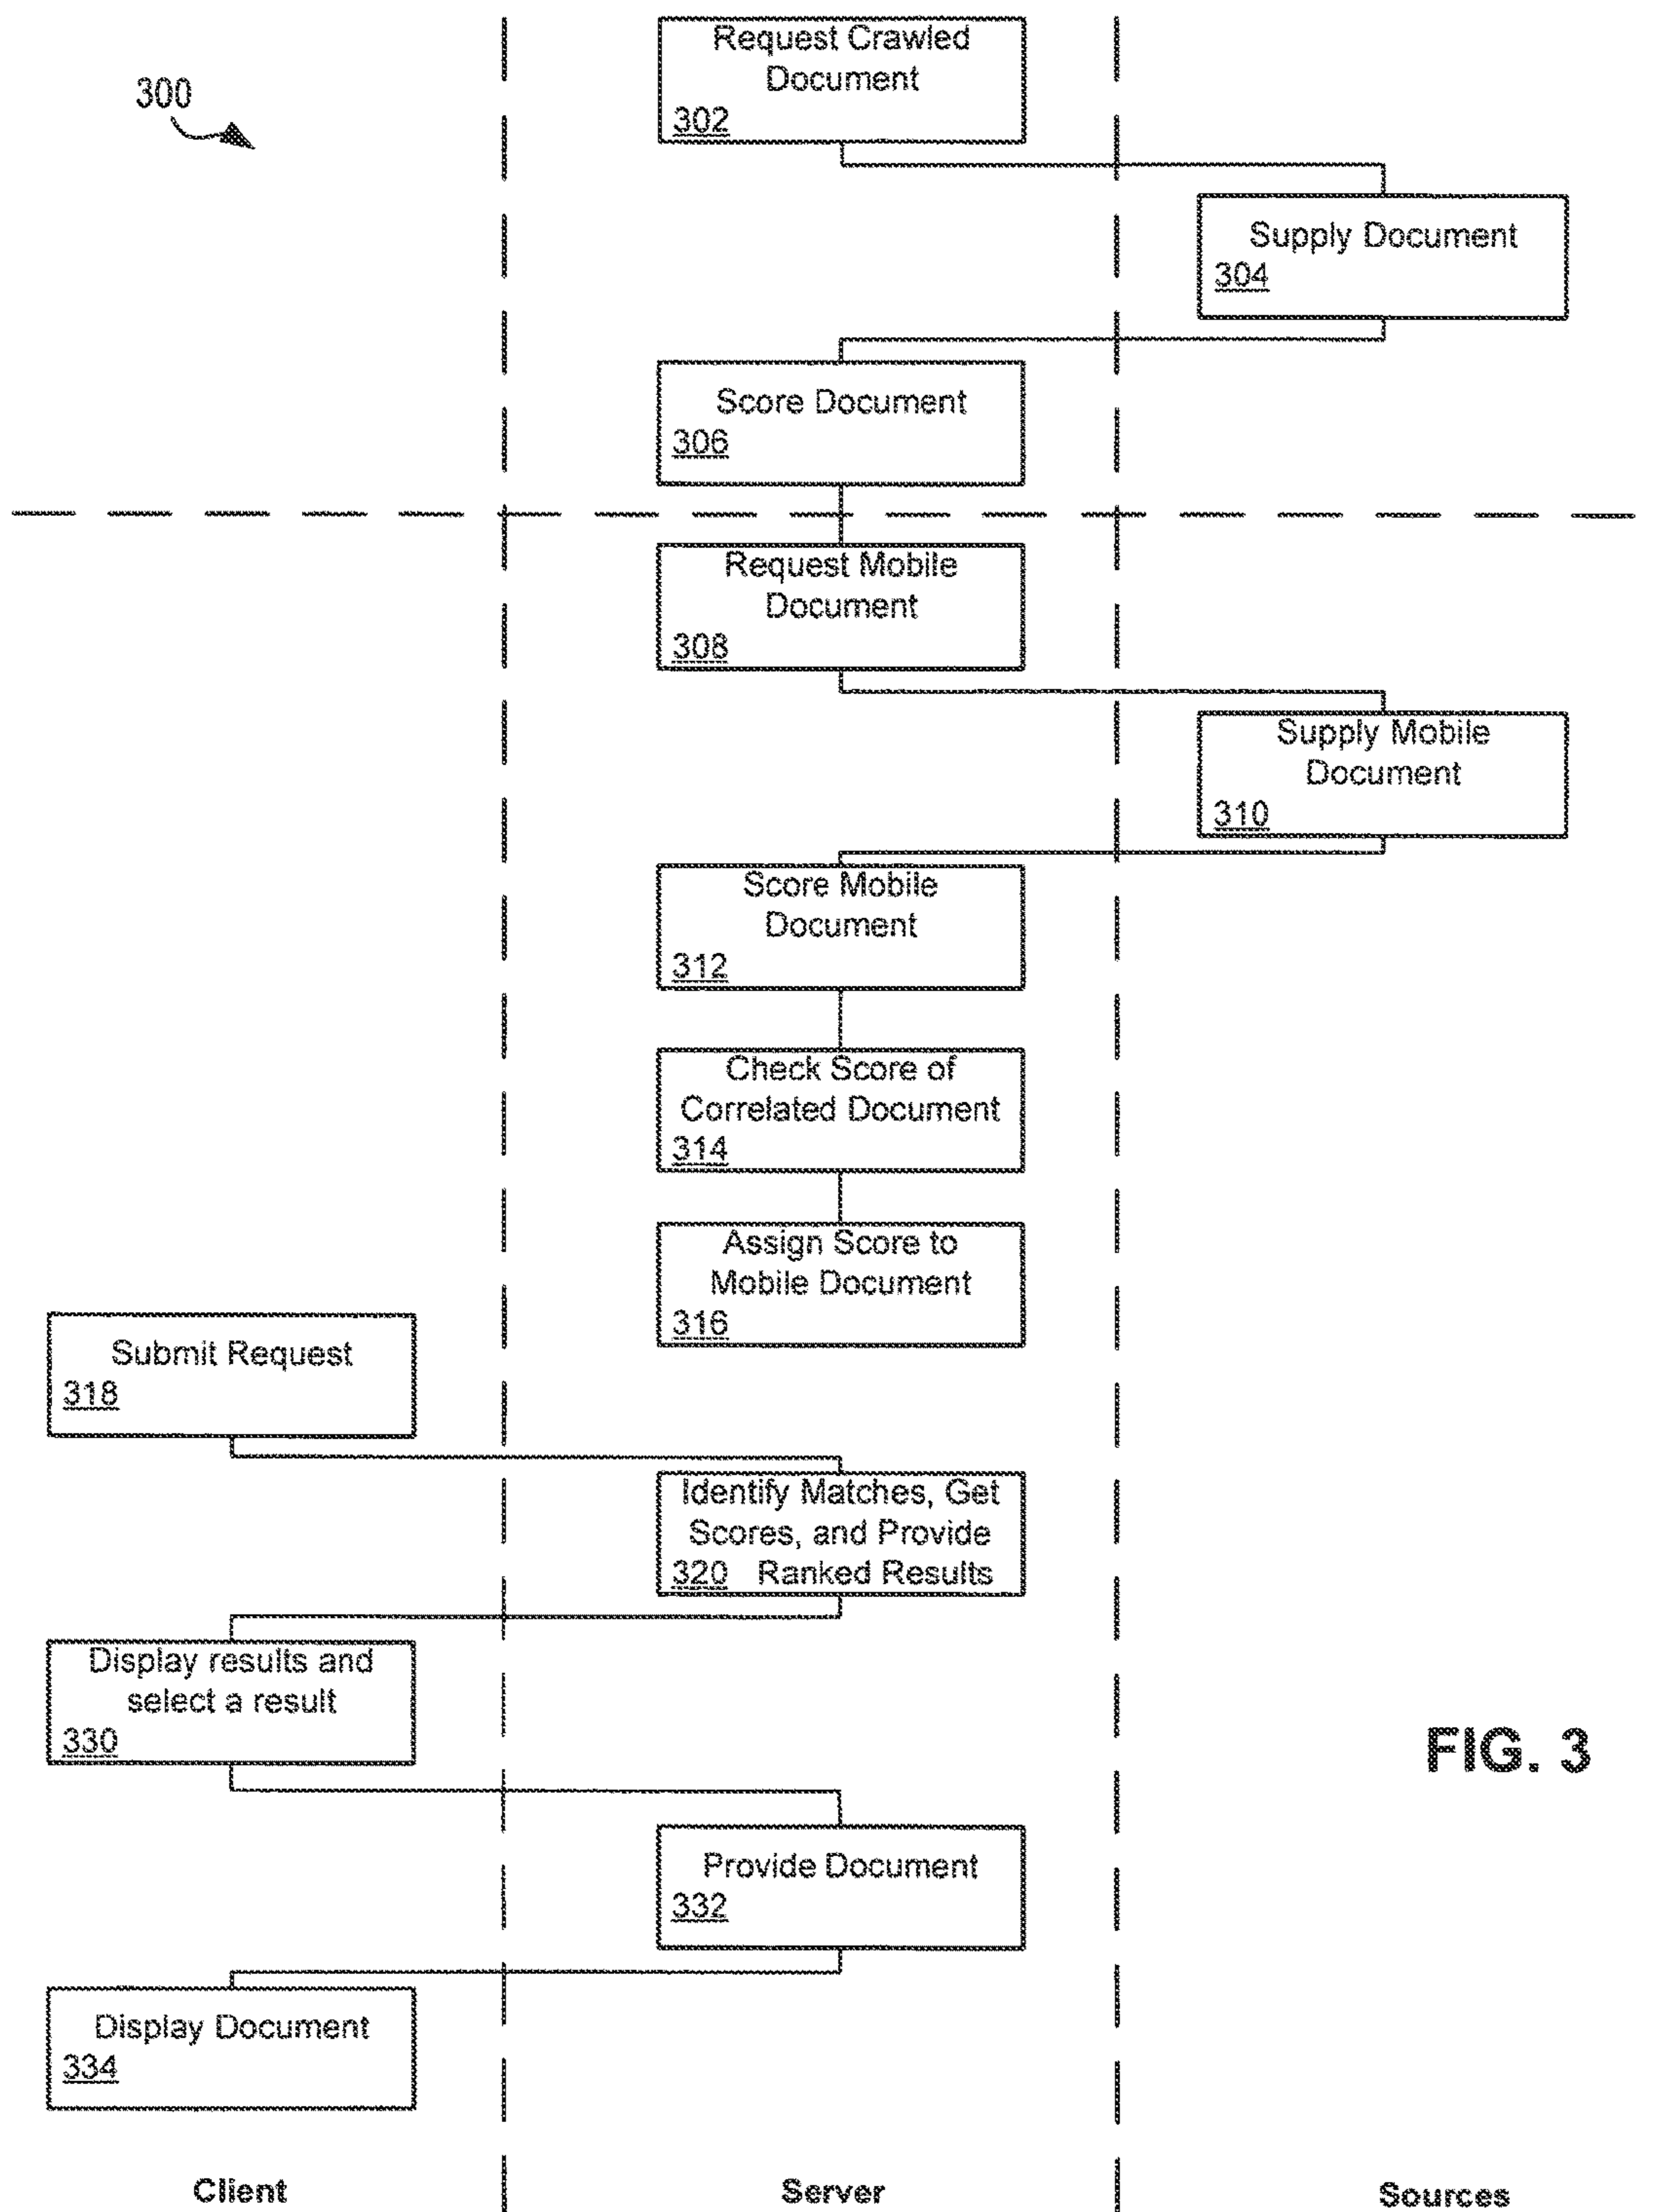 300
Request Crawled
Document
302
Supply Document
304
Score Document
306
Request Mobile
Document
308
Supply Mobile
Document
310
Score Mobile
Document
312
Check Score of
Correlated Document
314
Assign Score to
Mobile Document
316
Submit Request
318
Identify Matches, Get
Scores, and Provide
320 Ranked Results
Display results and
select a result
330
FIG. 3
Provide Document
332
Display Document
334
Client
Server
Sources